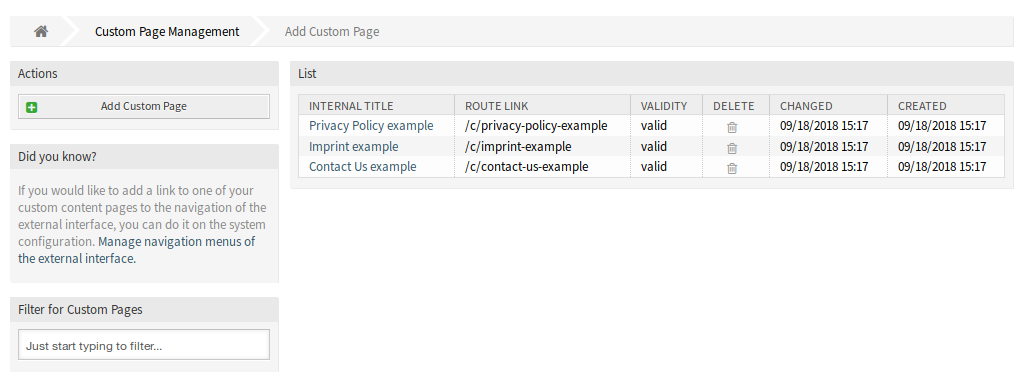 Custom Page Management Add Custom Page
Actions
Add Custom Page
Did you know?
If you would like to add a link to one of your
custom content pages to the navigation of the
external interface, you can do it on the system
configuration. Manage navigation menus of
the external interface.
Filter for Custom Pages
Just start typing to filter...
List
INTERNAL TITLE ROUTE LINK VALIDITY DELETE CHANGED CREATED
Privacy Policy example /c/privacy-policy-example valid 09/18/2018 15:17 09/18/2018 15:17
Imprint example /c/imprint-example valid 09/18/2018 15:17 09/18/2018 15:17
Contact Us example /c/contact-us-example valid 09/18/2018 15:17 09/18/2018 15:17